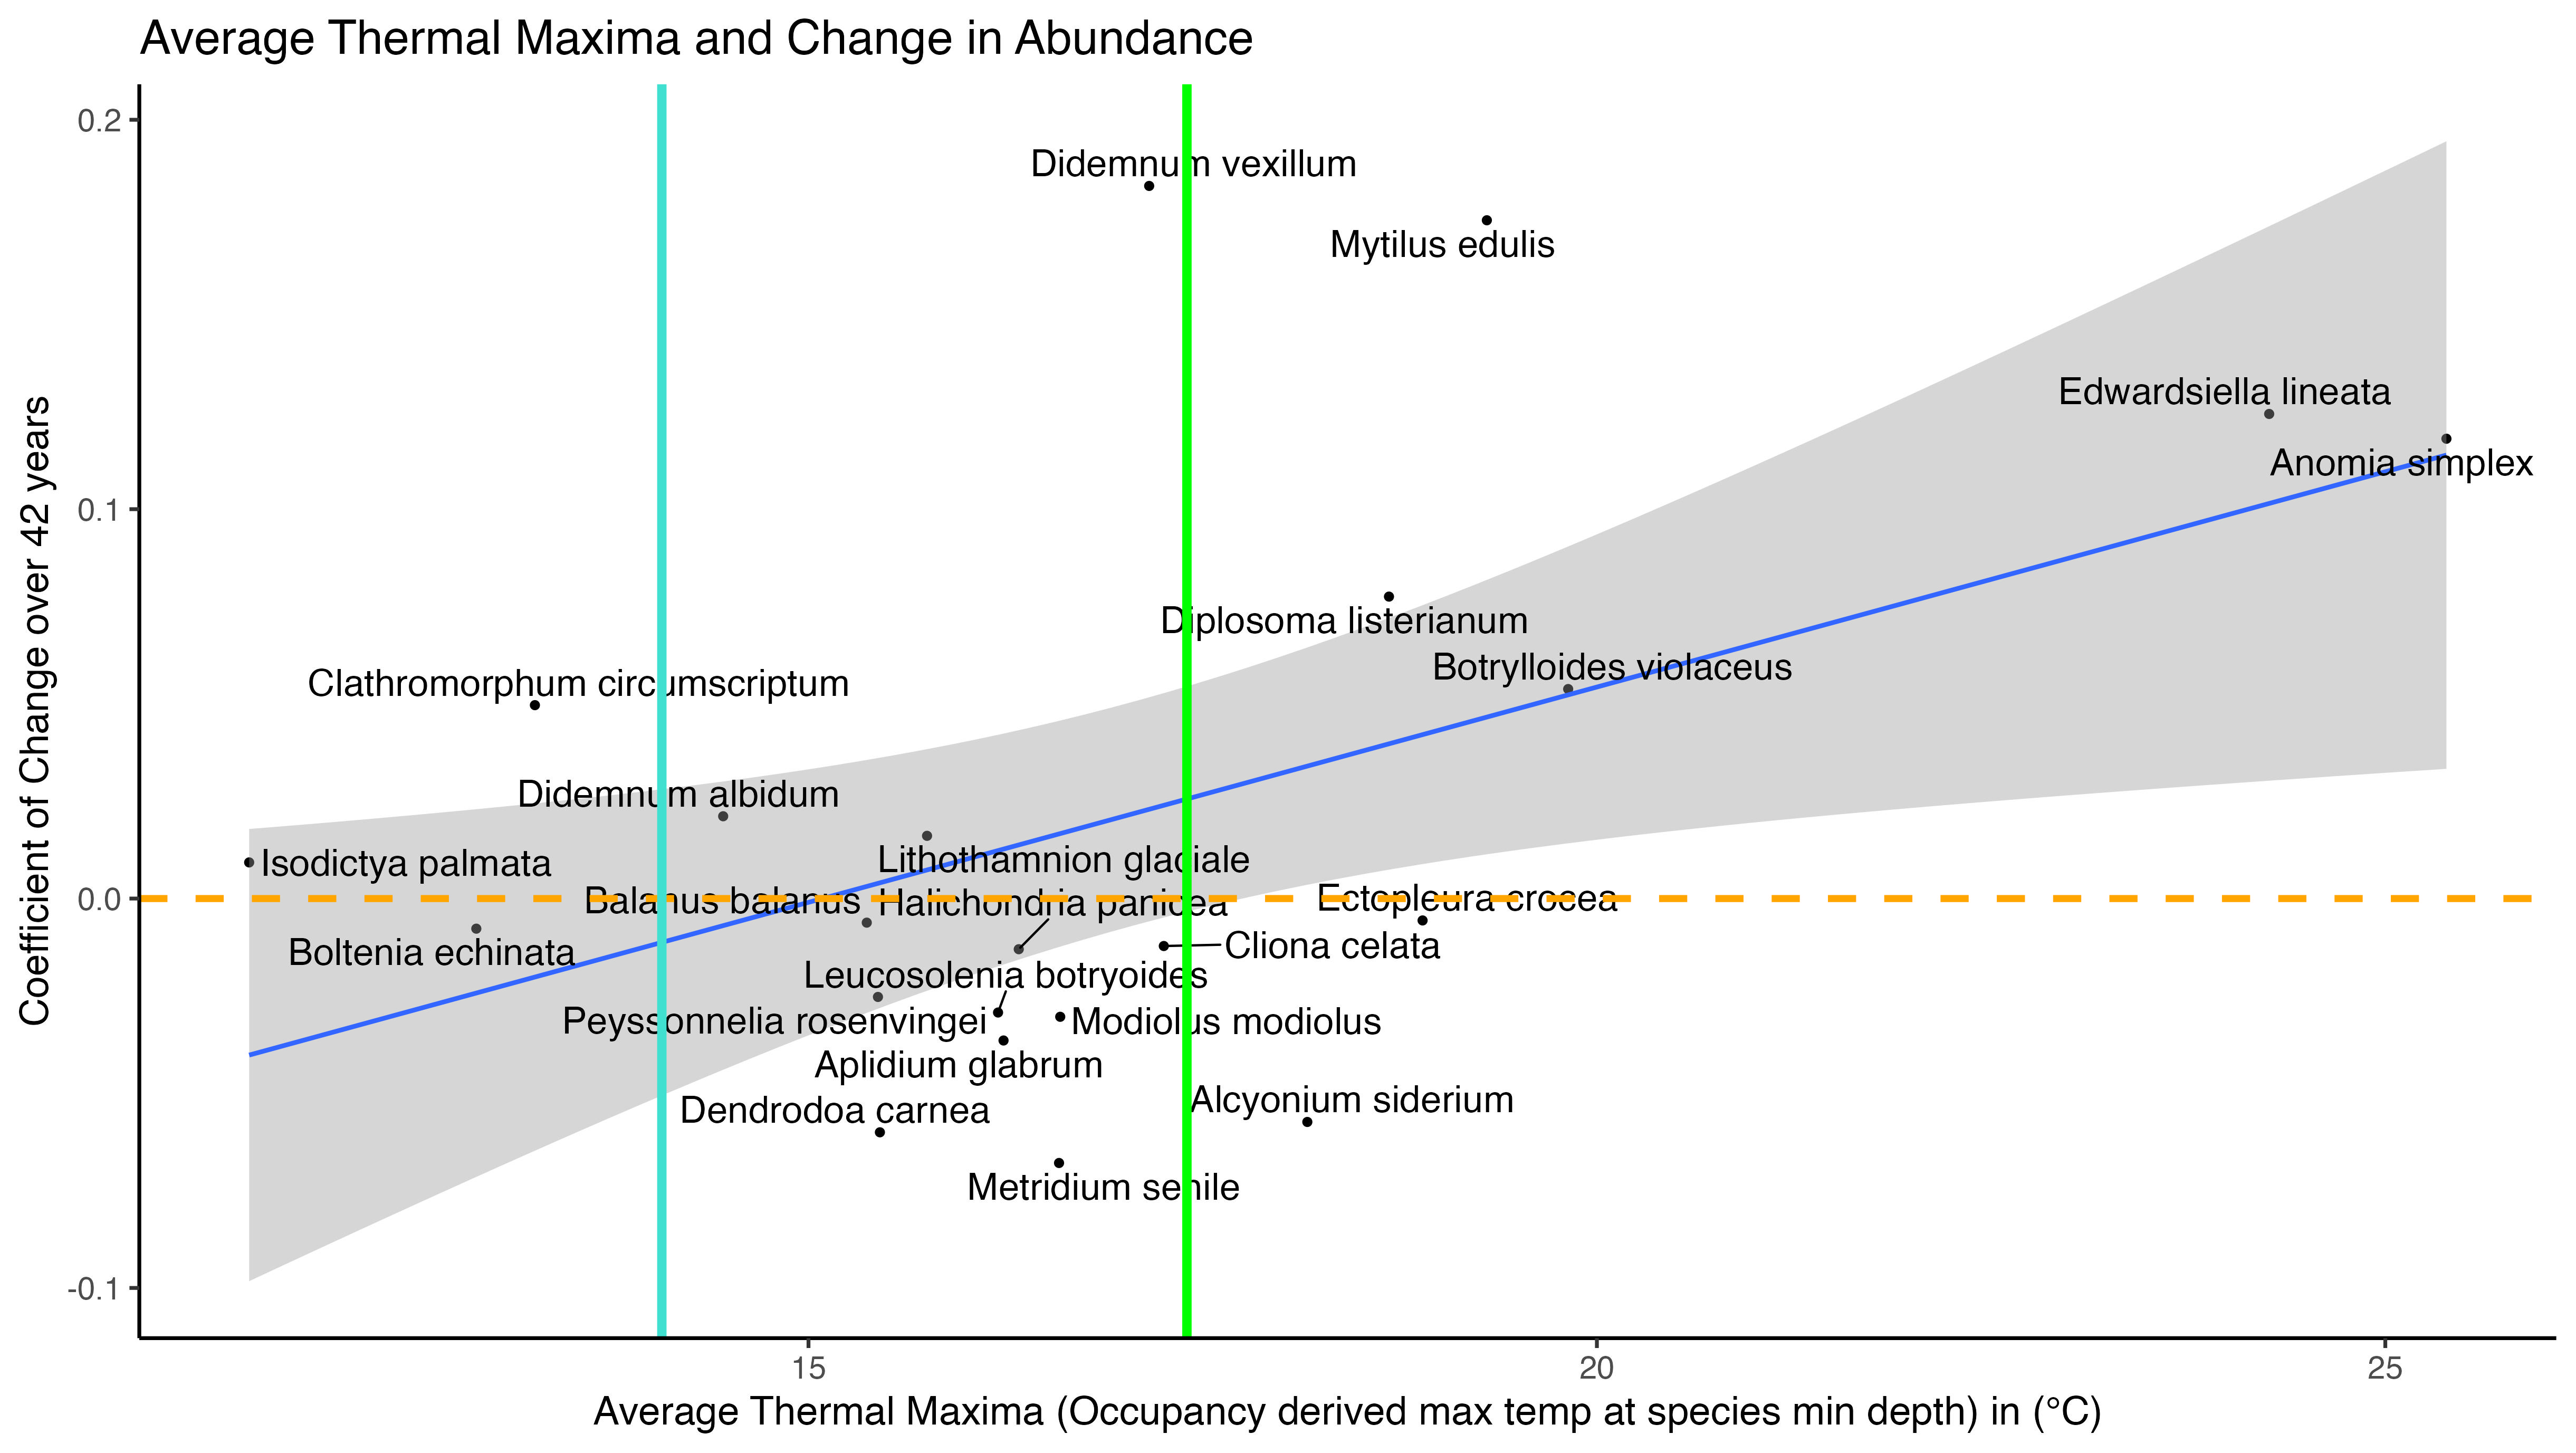 Average Thermal Maxima and Change in Abundance
Coefficient of Change over 42 years
0.2
0.1
0.0
-0.1
Didemnum vexillum
Mytilus edulis
Edwardsiella lineata
Anomia simplex
Diplosoma listerianum
Botrylloides violaceus
Clathromorphum circumscriptum
Didemnum albidum
Isodictya palmata
Lithothamnion glaciale
Balanus balanus
Halichondria panicea
Ectopleura crocea
Boltenia echinata
Cliona celata
Leucosolenia botryoides
Peyssonnelia rosenvingei
Modiolus modiolus
Aplidium glabrum
Dendrodoa carnea
Alcyonium siderium
Metridium senile
15
20
25
Average Thermal Maxima (Occupancy derived max temp at species min depth) in (°C)